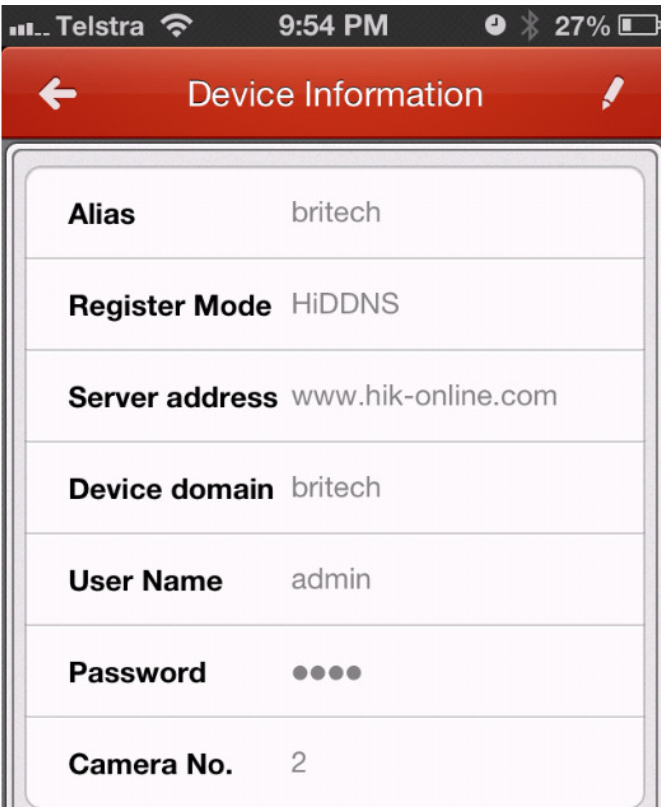 Telstra 9:54 PM 27%
Device Information
Alias britech
Register Mode HiDDNS
Server address www.hik-online.com
Device domain britech
User Name admin
Password ●●●●
Camera No. 2